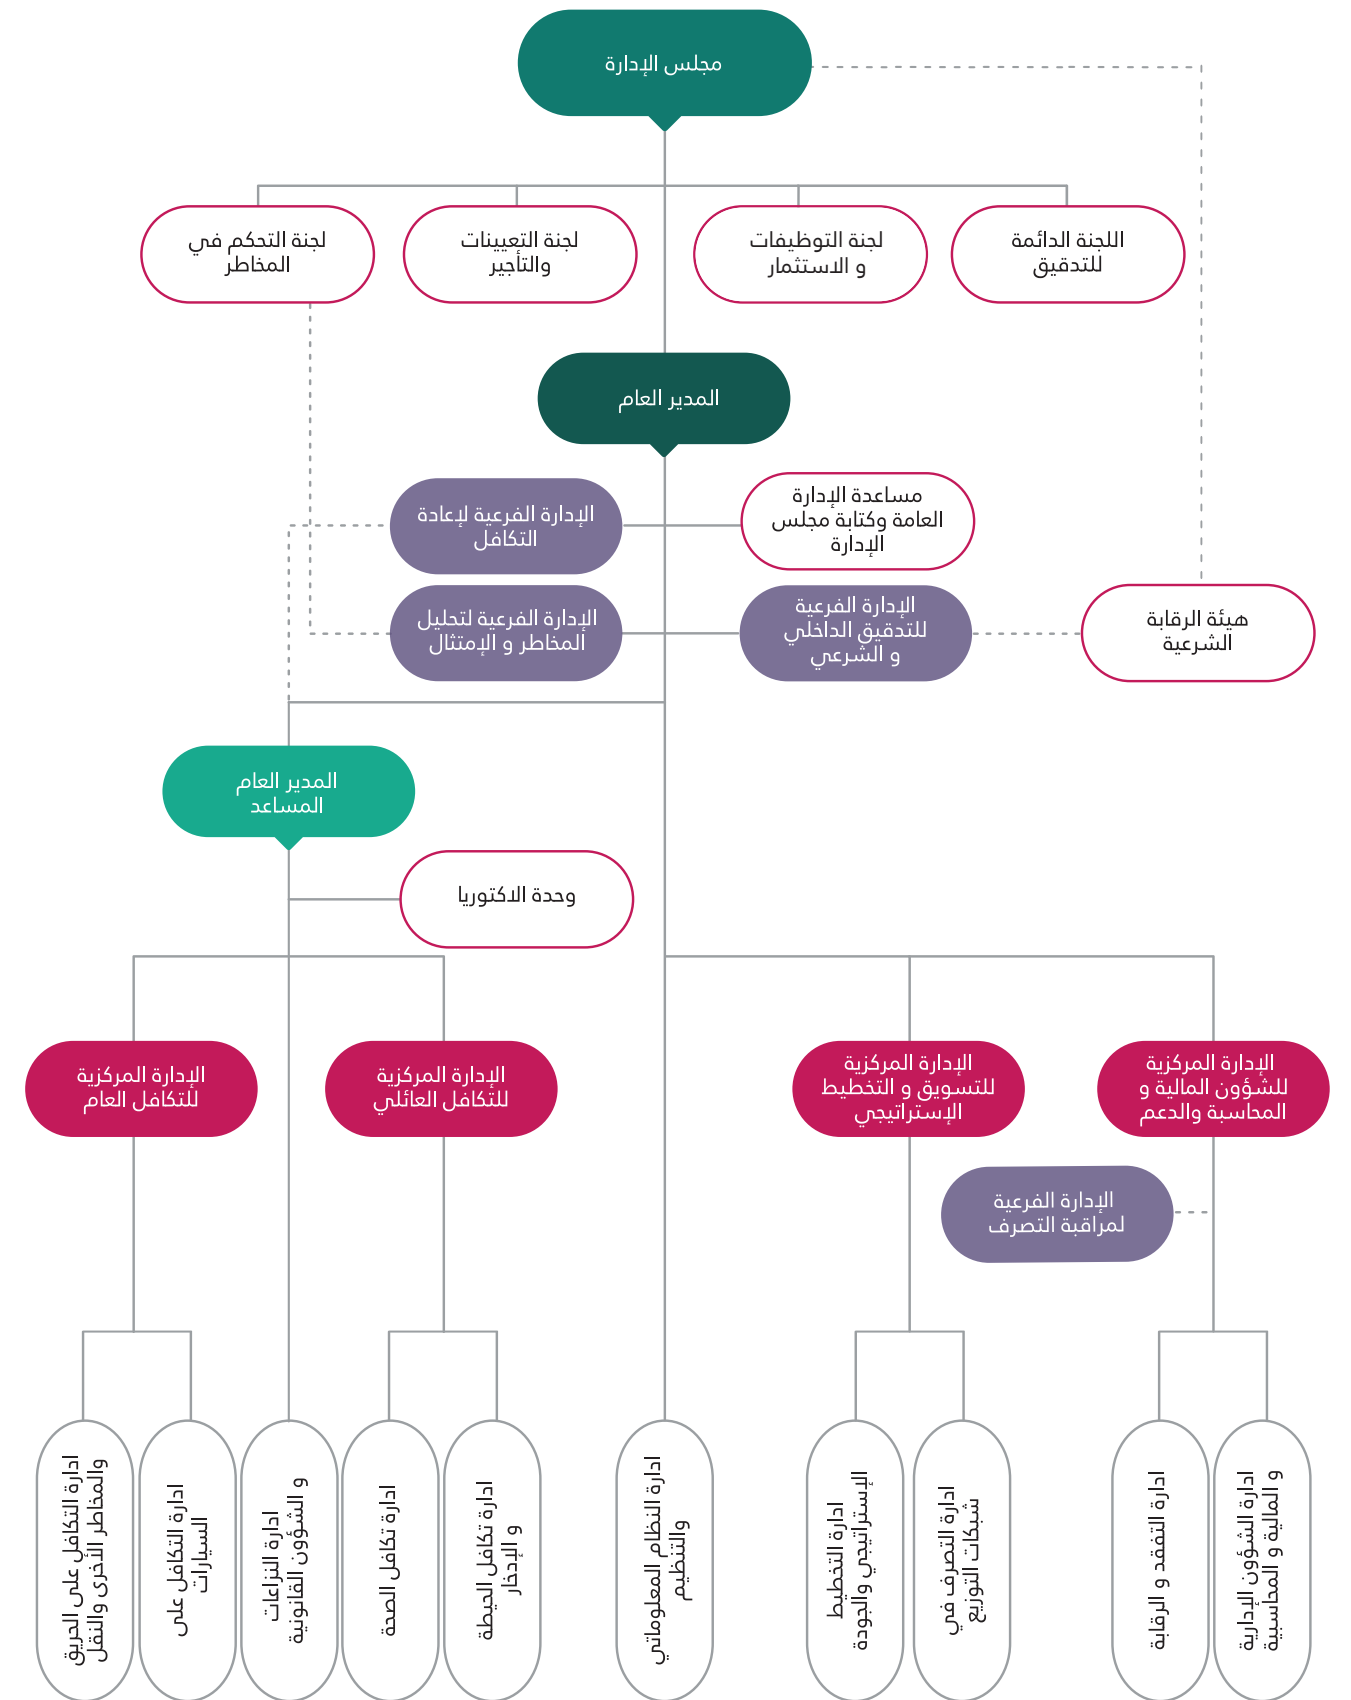 مجلس الإدارة
اللجنة الدائمة
للتدقيق
لجنة التوظيفات
و الاستثمار
لجنة التعيينات
والتأجير
لجنة التحكم في
المخاطر
المدير العام
مساعدة الإدارة
العامة وكتابة مجلس
الإدارة
الإدارة الفرعية لإعادة
التكافل
هيئة الرقابة
الشرعية
الإدارة الفرعية
للتدقيق الداخلي
و الشرعي
الإدارة الفرعية لتحليل
المخاطر و الإمتثال
المدير العام
المساعد
وحدة الاكتوريا
الإدارة المركزية
للشؤون المالية و
المحاسبة والدعم
الإدارة المركزية
للتسويق و التخطيط
الإستراتيجي
الإدارة المركزية
للتكافل العائلي
الإدارة المركزية
للتكافل العام
الإدارة الفرعية
لمراقبة التصرف
ادارة الشؤون الإدارية
و المالية و المحاسبية
ادارة التفقد و الرقابة
ادارة التصرف في
شبكات التوزيع
ادارة التخطيط
الإستراتيجي والجودة
ادارة النظام المعلوماتي
والتنظيم
ادارة تكافل الحيطة
و الإدخار
ادارة تكافل الصحة
ادارة النزاعات
و الشؤون القانونية
ادارة التكافل على
السيارات
ادارة التكافل على الحريق
والمخاطر الأخرى والنقل